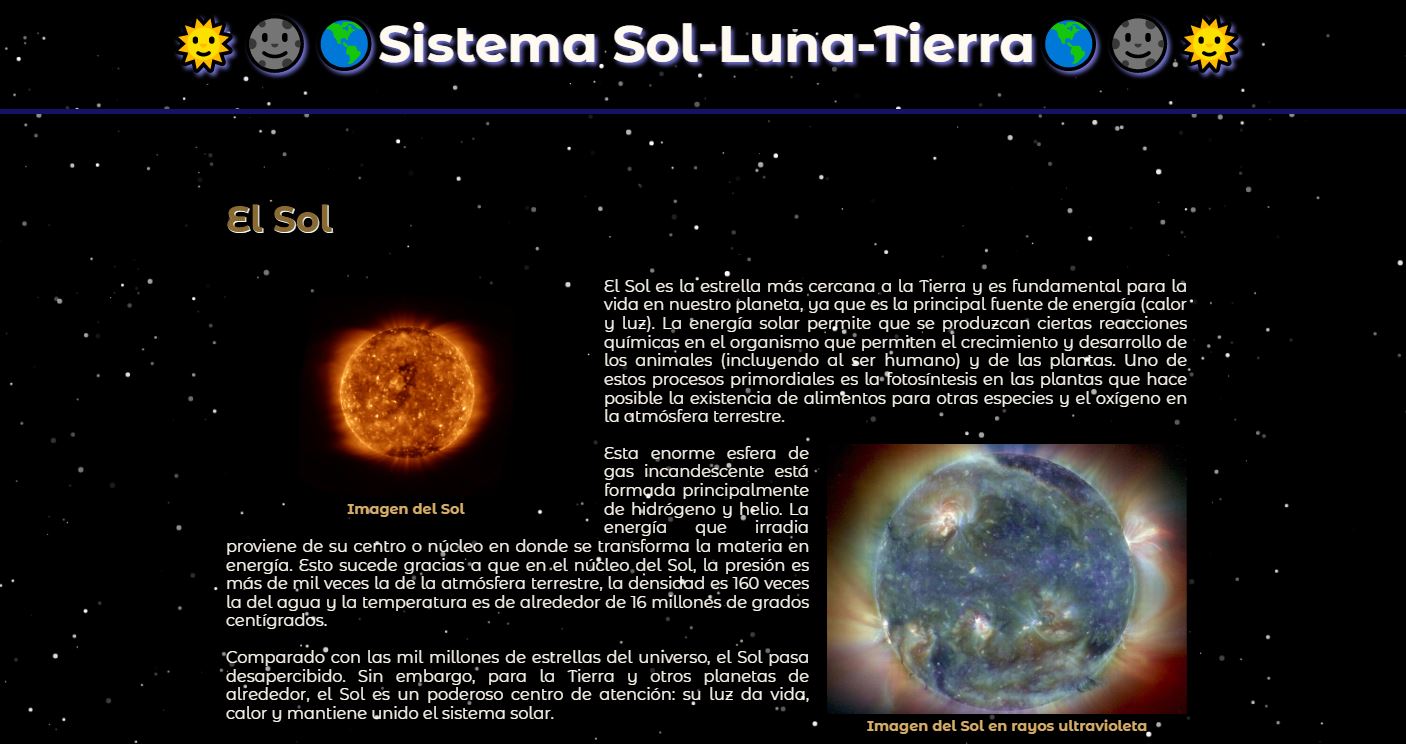 Sistema Sol-Luna-Tierra
El Sol
El Sol es la estrella más cercana a la Tierra y es fundamental para la
vida en nuestro planeta, ya que es la principal fuente de energía (calor
y luz). La energía solar permite que se produzcan ciertas reacciones
químicas en el organismo que permiten el crecimiento y desarrollo de
los animales (incluyendo al ser humano) y de las plantas. Uno de
estos procesos primordiales es la fotosíntesis en las plantas que hace
posible la existencia de alimentos para otras especies y el oxígeno en
la atmósfera terrestre.
Imagen del Sol
Esta enorme esfera de
gas incandescente está
formada principalmente
de hidrógeno y helio. La
energía que irradia
proviene de su centro o núcleo en donde se transforma la materia en
energía. Esto sucede gracias a que en el núcleo del Sol, la presión es
más de mil veces la de la atmósfera terrestre, la densidad es 160 veces
la del agua y la temperatura es de alrededor de 16 millones de grados
centígrados.
Comparado con las mil millones de estrellas del universo, el Sol pasa
desapercibido. Sin embargo, para la Tierra y otros planetas de
alrededor, el Sol es un poderoso centro de atención: su luz da vida,
calor y mantiene unido el sistema solar.
Imagen del Sol en rayos ultravioleta